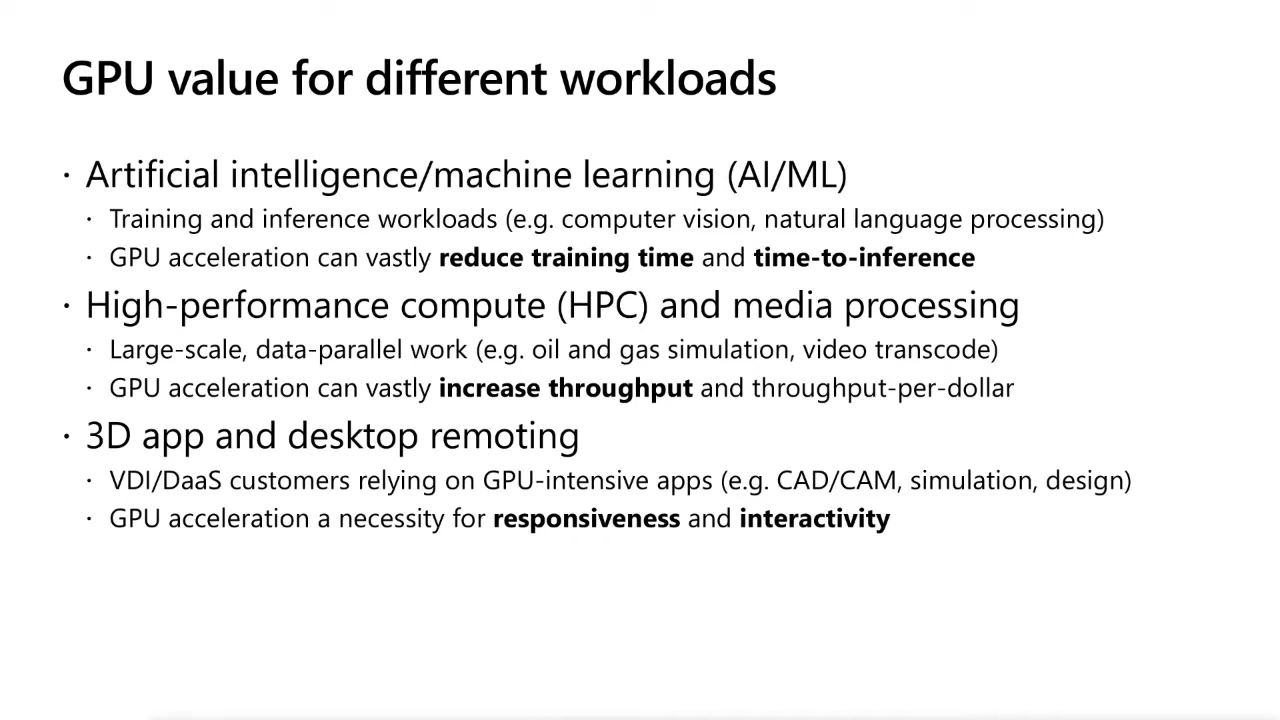 GPU value for different workloads
· Artificial intelligence/machine learning (AI/ML)
· Training and inference workloads (e.g. computer vision, natural language processing)
· GPU acceleration can vastly reduce training time and time-to-inference
· High-performance compute (HPC) and media processing
· Large-scale, data-parallel work (e.g. oil and gas simulation, video transcode)
· GPU acceleration can vastly increase throughput and throughput-per-dollar
· 3D app and desktop remoting
· VDI/DaaS customers relying on GPU-intensive apps (e.g. CAD/CAM, simulation, design)
· GPU acceleration a necessity for responsiveness and interactivity